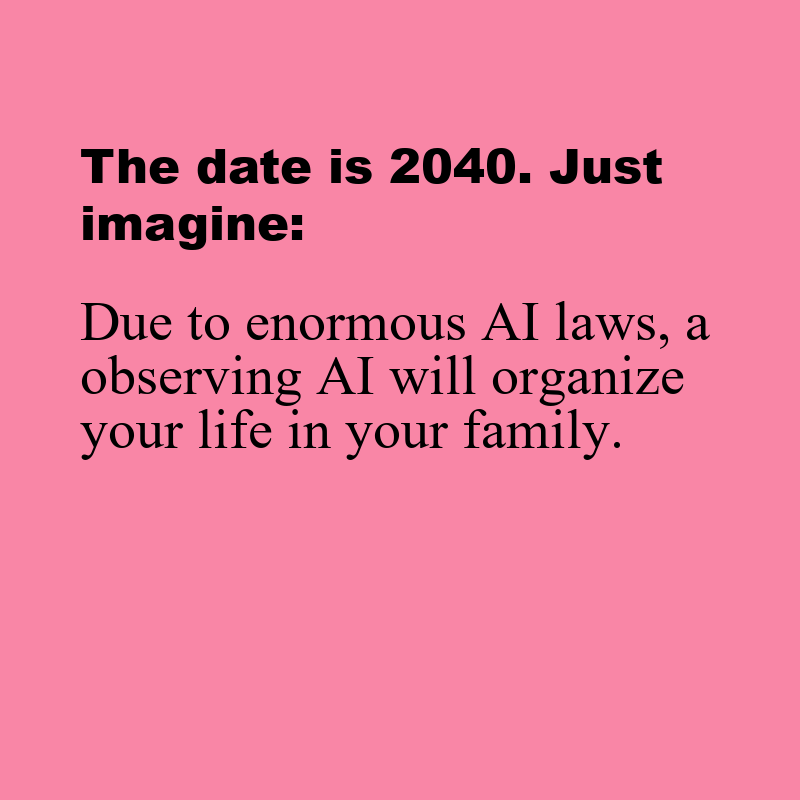 The date is 2040. Just
imagine:
Due to enormous AI laws, a
observing AI will organize
your life in your family.